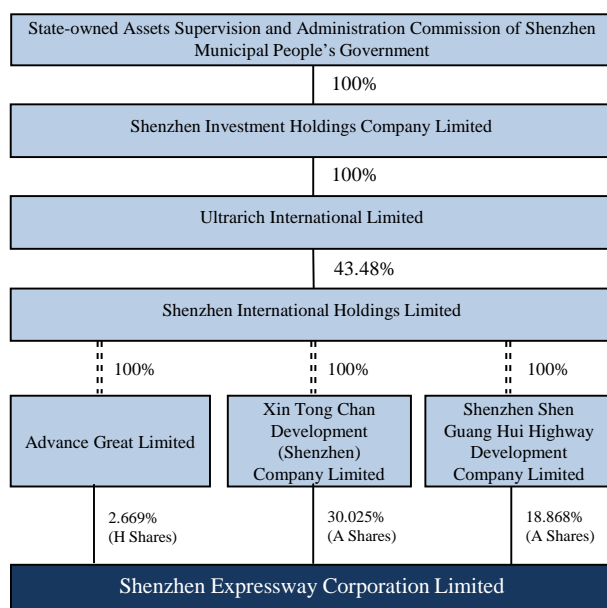 State-owned Assets Supervision and Administration Commission of Shenzhen
Municipal People’s Government
100%
Shenzhen Investment Holdings Company Limited
100%
Ultrarich International Limited
43.48%
Shenzhen International Holdings Limited
100%
100%
100%
Advance Great Limited
Xin Tong Chan
Development
(Shenzhen)
Company Limited
Shenzhen Shen
Guang Hui Highway
Development
Company Limited
2.669%
(H Shares)
30.025%
(A Shares)
18.868%
(A Shares)
Shenzhen Expressway Corporation Limited